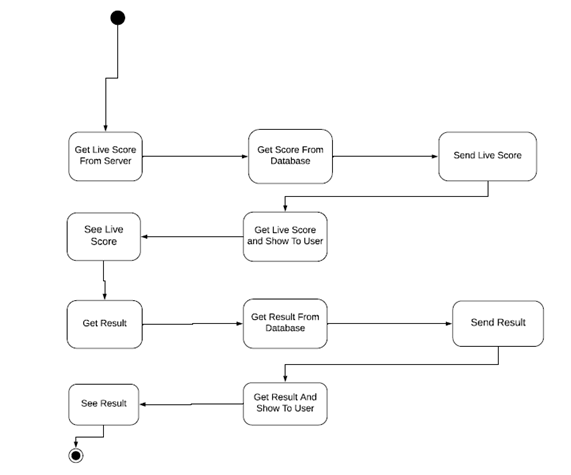 Get Live Score
From Server
Get Score From
Database
Send Live Score
See Live
Score
Get Live Score
and Show To User
Get Result
Get Result From
Database
Send Result
See Result
Get Result And
Show To User